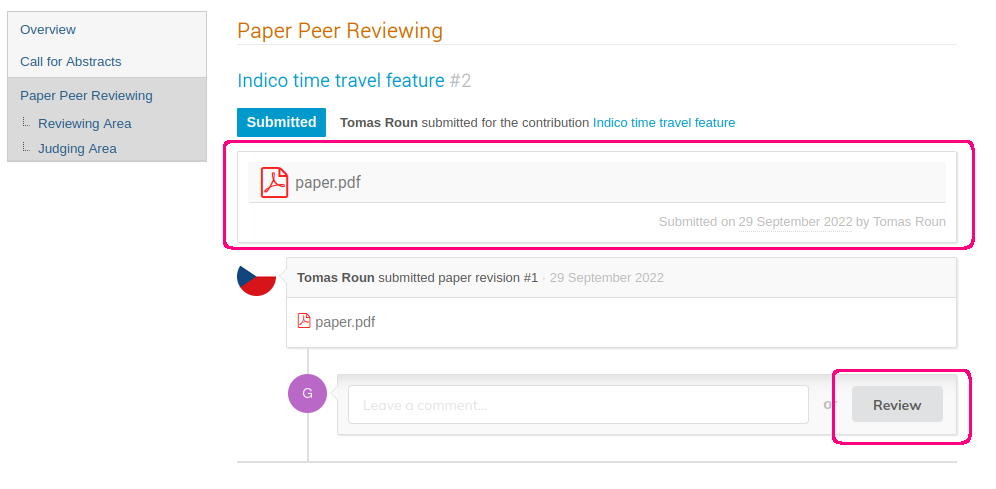 Overview
Call for Abstracts
Paper Peer Reviewing
Reviewing Area
Judging Area
Paper Peer Reviewing
Indico time travel feature #2
Submitted Tomas Roun submitted for the contribution Indico time travel feature
paper.pdf
Submitted on 29 September 2022 by Tomas Roun
Tomas Roun submitted paper revision #1 · 29 September 2022
paper.pdf
G
Leave a comment... or Review